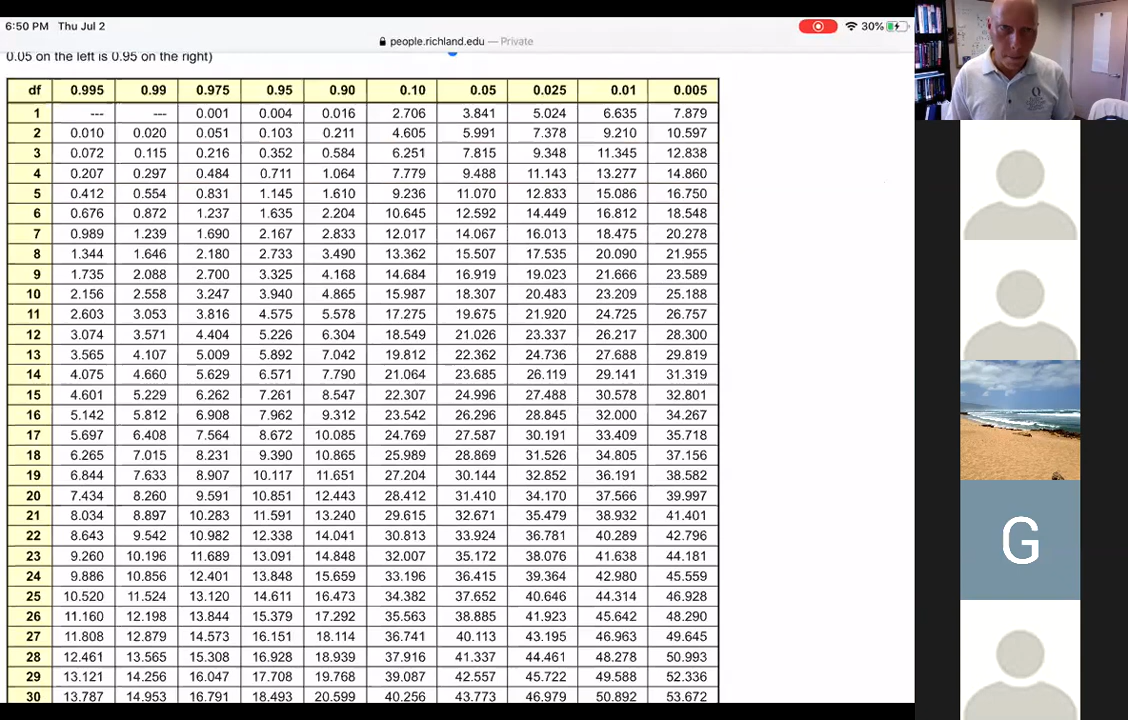 6:50 PM Thu Jul 2
30%
people.richland.edu — Private
0.05 on the left is 0.95 on the right)
df 0.995 0.99 0.975 0.95 0.90 0.10 0.05 0.025 0.01 0.005
1 --- --- 0.001 0.004 0.016 2.706 3.841 5.024 6.635 7.879
2 0.010 0.020 0.051 0.103 0.211 4.605 5.991 7.378 9.210 10.597
3 0.072 0.115 0.216 0.352 0.584 6.251 7.815 9.348 11.345 12.838
4 0.207 0.297 0.484 0.711 1.064 7.779 9.488 11.143 13.277 14.860
5 0.412 0.554 0.831 1.145 1.610 9.236 11.070 12.833 15.086 16.750
6 0.676 0.872 1.237 1.635 2.204 10.645 12.592 14.449 16.812 18.548
7 0.989 1.239 1.690 2.167 2.833 12.017 14.067 16.013 18.475 20.278
8 1.344 1.646 2.180 2.733 3.490 13.362 15.507 17.535 20.090 21.955
9 1.735 2.088 2.700 3.325 4.168 14.684 16.919 19.023 21.666 23.589
10 2.156 2.558 3.247 3.940 4.865 15.987 18.307 20.483 23.209 25.188
11 2.603 3.053 3.816 4.575 5.578 17.275 19.675 21.920 24.725 26.757
12 3.074 3.571 4.404 5.226 6.304 18.549 21.026 23.337 26.217 28.300
13 3.565 4.107 5.009 5.892 7.042 19.812 22.362 24.736 27.688 29.819
14 4.075 4.660 5.629 6.571 7.790 21.064 23.685 26.119 29.141 31.319
15 4.601 5.229 6.262 7.261 8.547 22.307 24.996 27.488 30.578 32.801
16 5.142 5.812 6.908 7.962 9.312 23.542 26.296 28.845 32.000 34.267
17 5.697 6.408 7.564 8.672 10.085 24.769 27.587 30.191 33.409 35.718
18 6.265 7.015 8.231 9.390 10.865 25.989 28.869 31.526 34.805 37.156
19 6.844 7.633 8.907 10.117 11.651 27.204 30.144 32.852 36.191 38.582
20 7.434 8.260 9.591 10.851 12.443 28.412 31.410 34.170 37.566 39.997
21 8.034 8.897 10.283 11.591 13.240 29.615 32.671 35.479 38.932 41.401
22 8.643 9.542 10.982 12.338 14.041 30.813 33.924 36.781 40.289 42.796
23 9.260 10.196 11.689 13.091 14.848 32.007 35.172 38.076 41.638 44.181
24 9.886 10.856 12.401 13.848 15.659 33.196 36.415 39.364 42.980 45.559
25 10.520 11.524 13.120 14.611 16.473 34.382 37.652 40.646 44.314 46.928
26 11.160 12.198 13.844 15.379 17.292 35.563 38.885 41.923 45.642 48.290
27 11.808 12.879 14.573 16.151 18.114 36.741 40.113 43.195 46.963 49.645
28 12.461 13.565 15.308 16.928 18.939 37.916 41.337 44.461 48.278 50.993
29 13.121 14.256 16.047 17.708 19.768 39.087 42.557 45.722 49.588 52.336
30 13.787 14.953 16.791 18.493 20.599 40.256 43.773 46.979 50.892 53.672
G